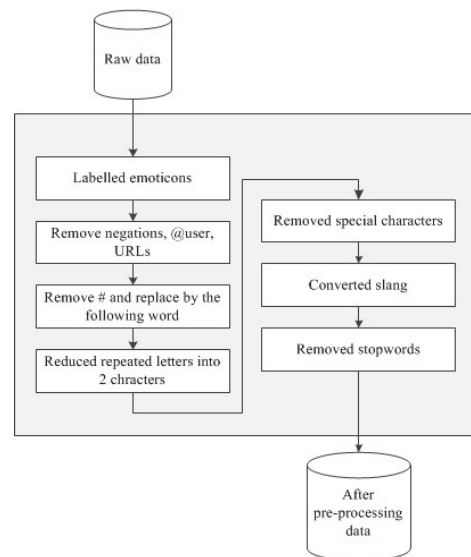 Raw data
Labelled emoticons
Remove negations, @user,
URLs
Remove # and replace by the
following word
Reduced repeated letters into
2 chracters
Removed special characters
Converted slang
Removed stopwords
After
pre-processing
data